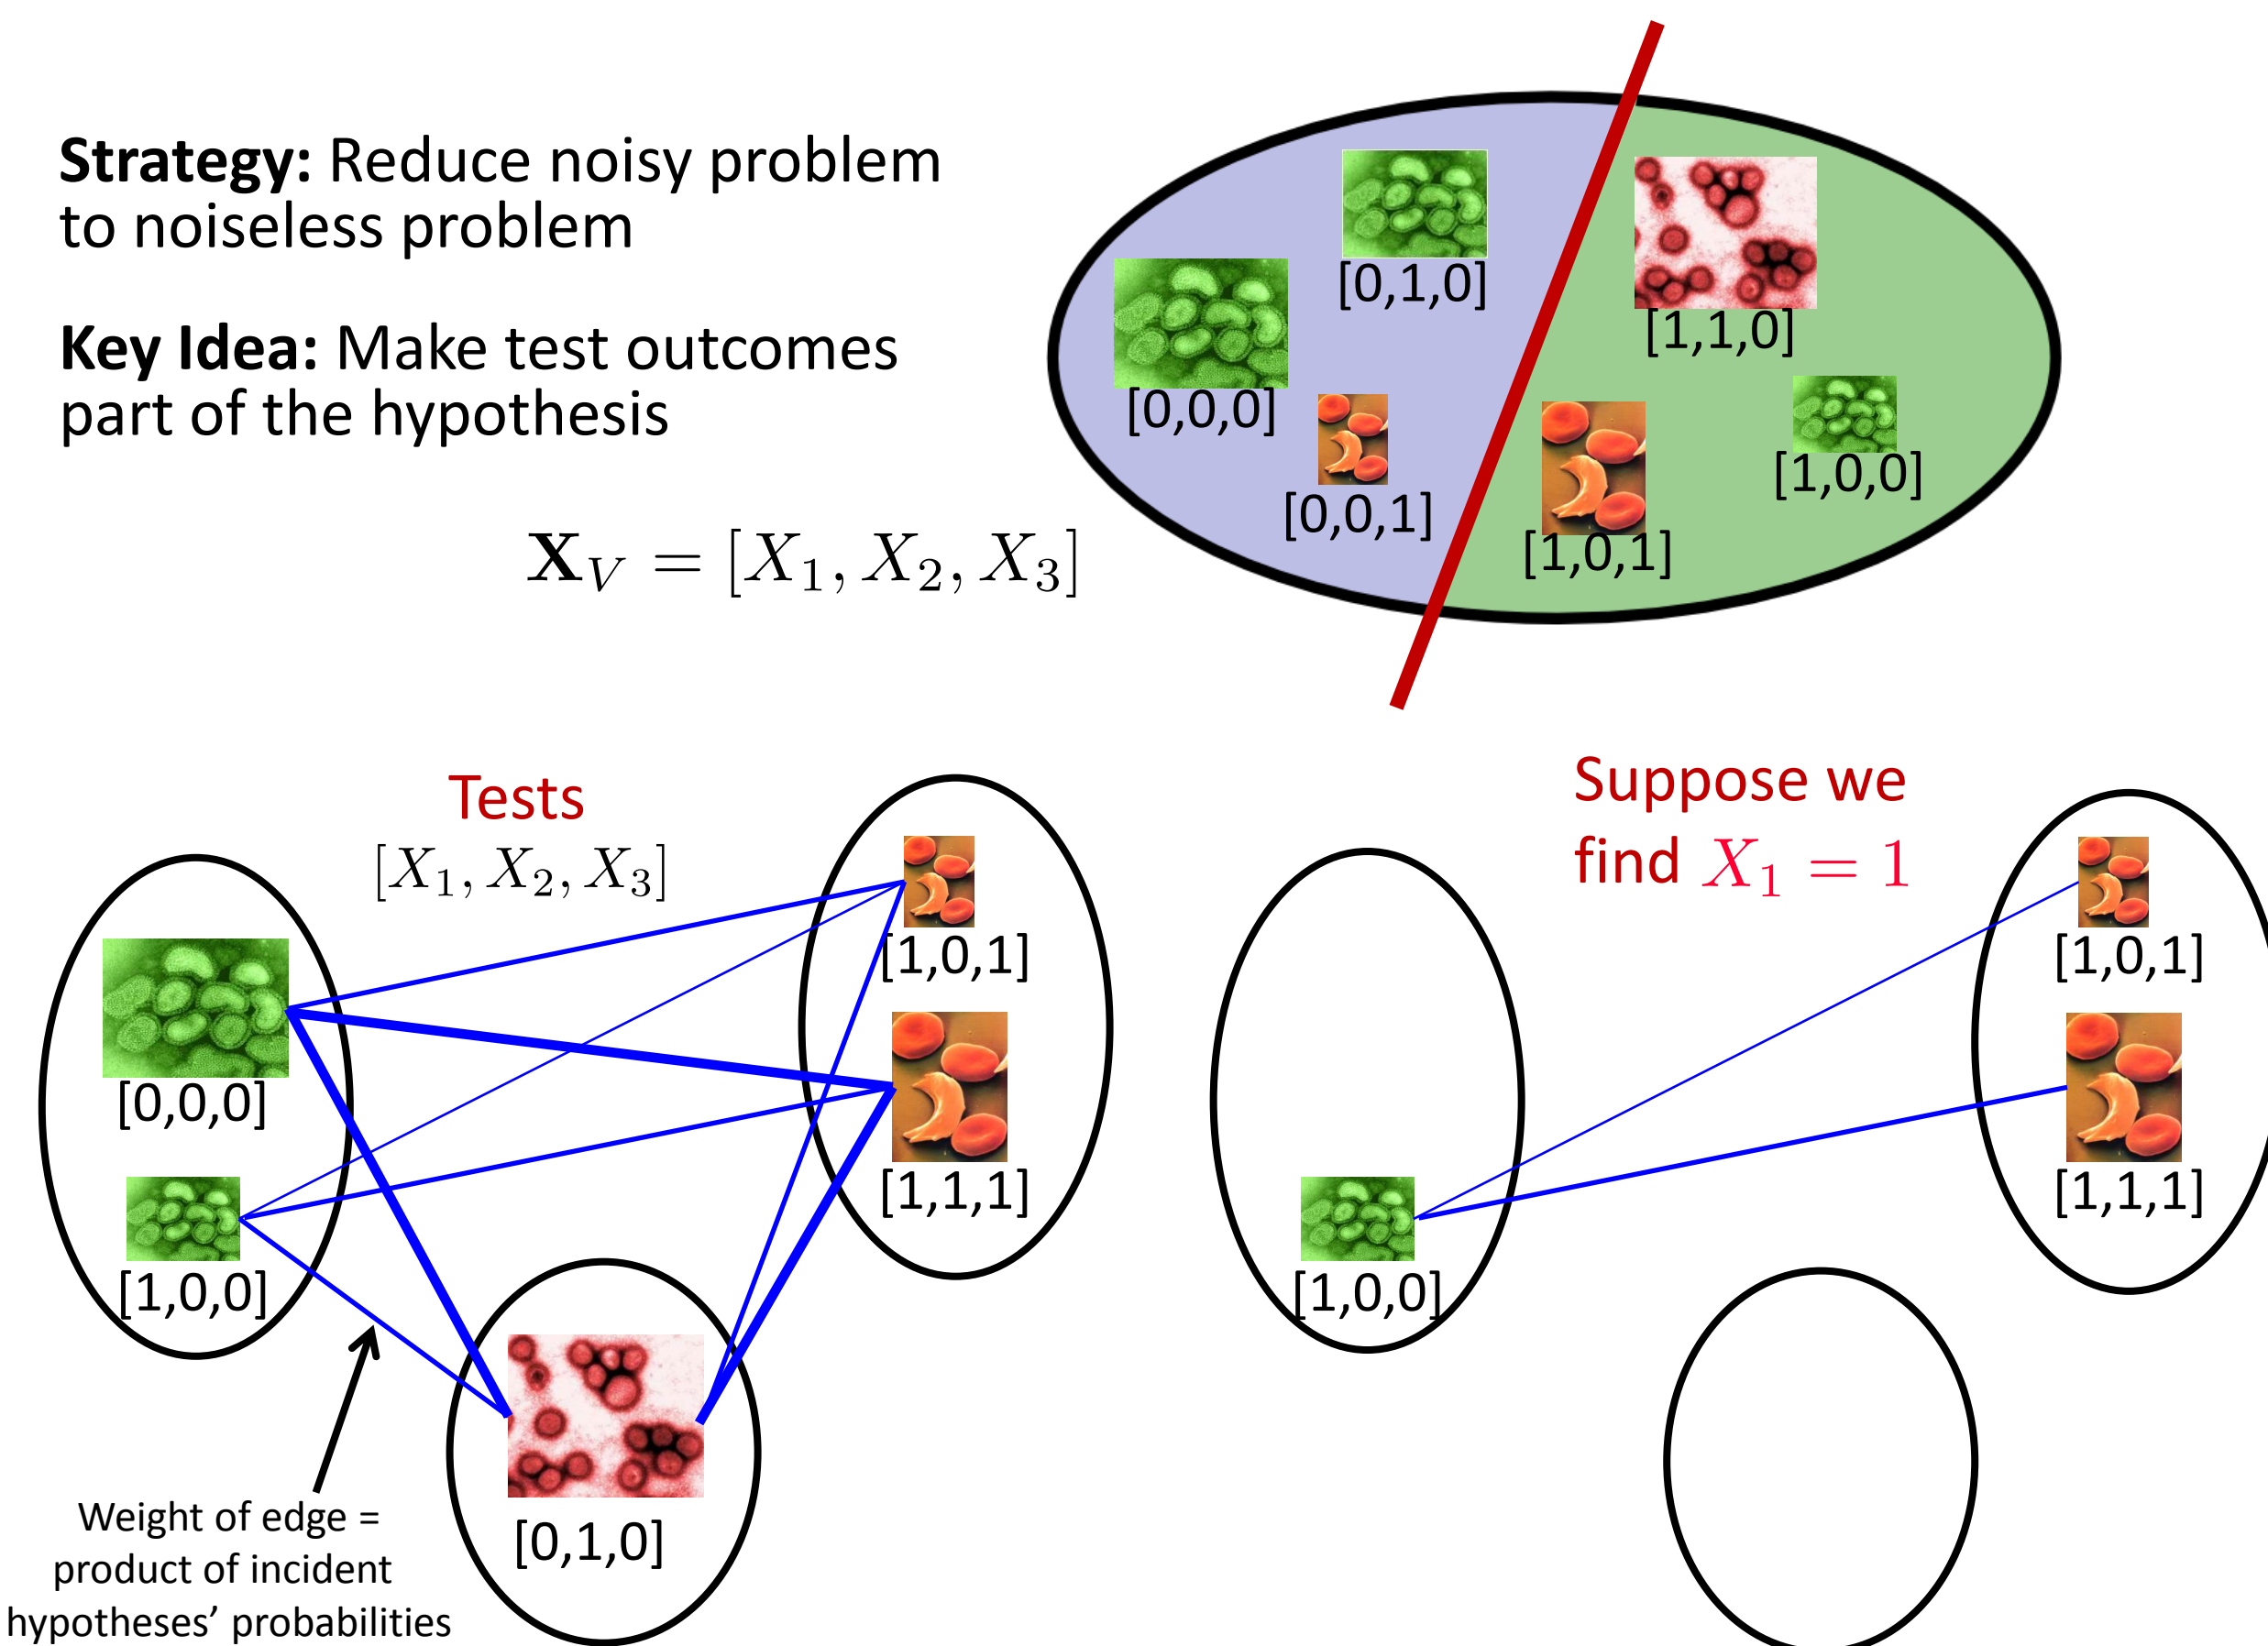 Strategy: Reduce noisy problem
to noiseless problem
Key Idea: Make test outcomes
part of the hypothesis
X_V = [X_1, X_2, X_3]
[0,1,0]
[1,1,0]
[0,0,0]
[1,0,0]
[0,0,1]
[1,0,1]
Tests
[X_1, X_2, X_3]
[1,0,1]
[0,0,0]
[1,1,1]
[1,0,0]
[0,1,0]
Weight of edge =
product of incident
hypotheses’ probabilities
Suppose we
find X_1 = 1
[1,0,1]
[1,1,1]
[1,0,0]